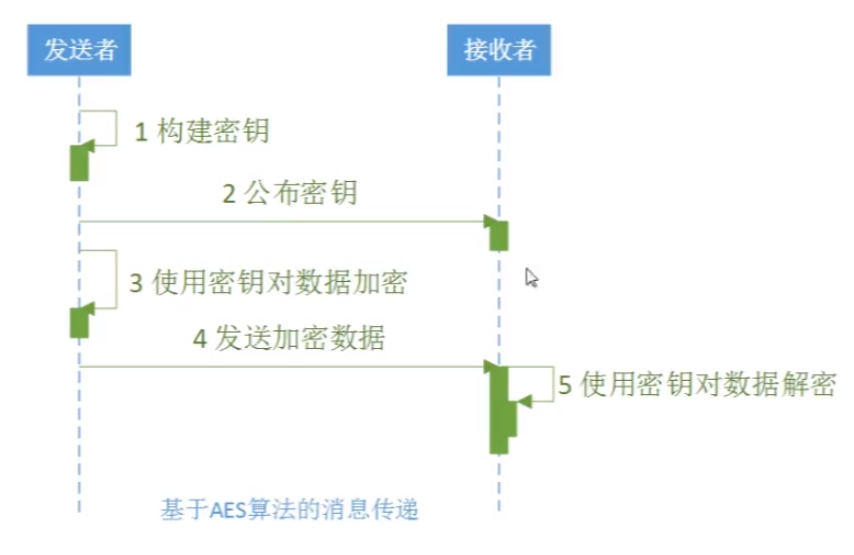 发送者
接收者
1 构建密钥
2 公布密钥
3 使用密钥对数据加密
4 发送加密数据
5 使用密钥对数据解密
基于AES算法的消息传递